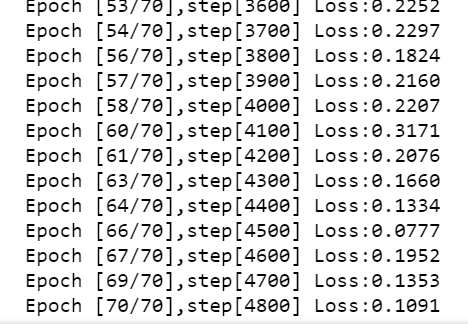 Epoch [53/70],step[3600] Loss:0.2252
Epoch [54/70],step[3700] Loss:0.2297
Epoch [56/70],step[3800] Loss:0.1824
Epoch [57/70],step[3900] Loss:0.2160
Epoch [58/70],step[4000] Loss:0.2207
Epoch [60/70],step[4100] Loss:0.3171
Epoch [61/70],step[4200] Loss:0.2076
Epoch [63/70],step[4300] Loss:0.1660
Epoch [64/70],step[4400] Loss:0.1334
Epoch [66/70],step[4500] Loss:0.0777
Epoch [67/70],step[4600] Loss:0.1952
Epoch [69/70],step[4700] Loss:0.1353
Epoch [70/70],step[4800] Loss:0.1091